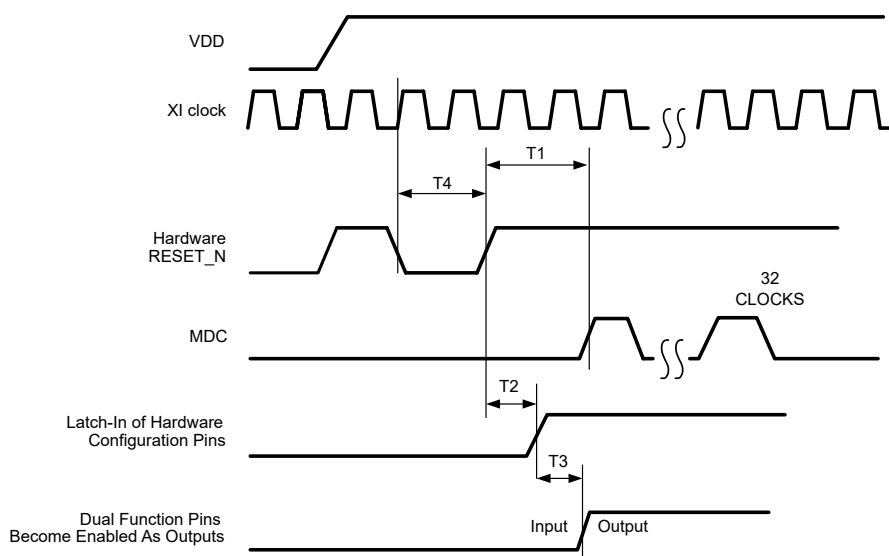 VDD
XI clock
T1
T4
Hardware
RESET_N
32
CLOCKS
MDC
T2
Latch-In of Hardware
Configuration Pins
T3
Dual Function Pins
Become Enabled As Outputs
Input
Output